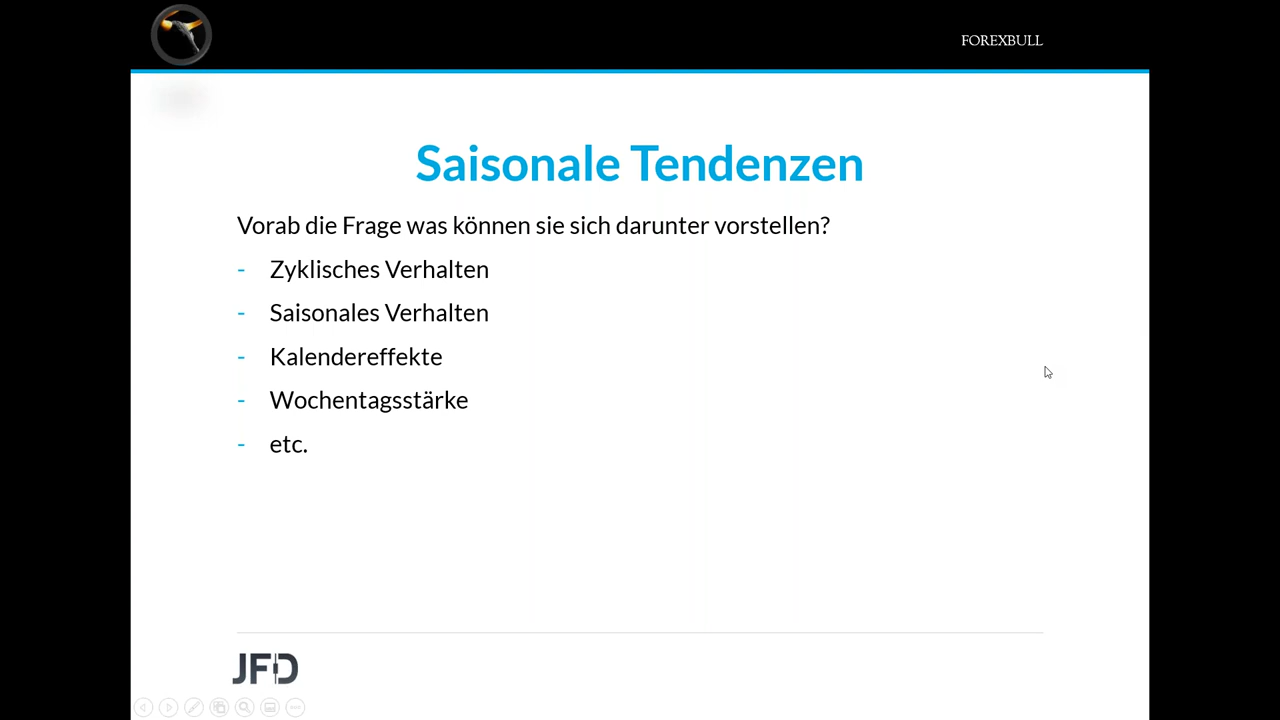 FOREXBULL
Saisonale Tendenzen
Vorab die Frage was können sie sich darunter vorstellen?
- Zyklisches Verhalten
- Saisonales Verhalten
- Kalendereffekte
- Wochentagsstärke
- etc.
JFD